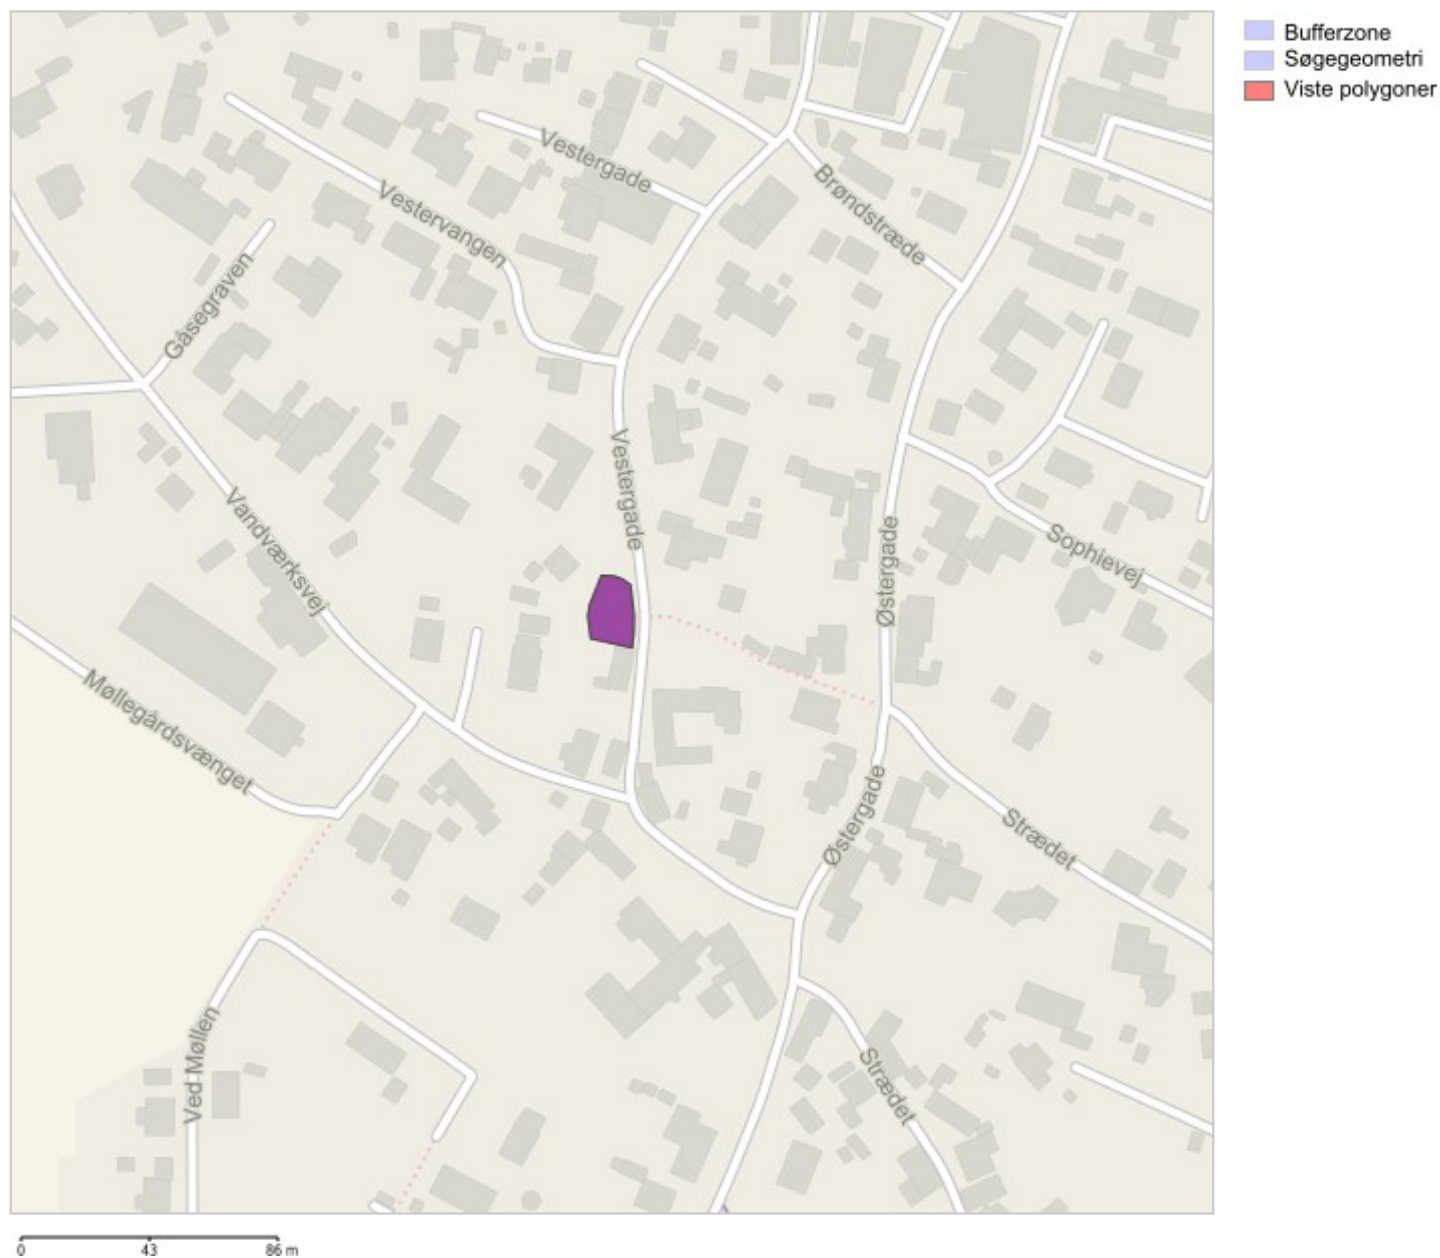 Bufferzone
Søgegeometri
Viste polygoner
Vestergade
Brøndstræde
Vestervangen
Gåsegraven
Vestergade
Vandværksvej
Østergade
Sophievej
Møllegårdsvænget
Østergade
Strædet
Ved Møllen
Strædet
0 43 86 m